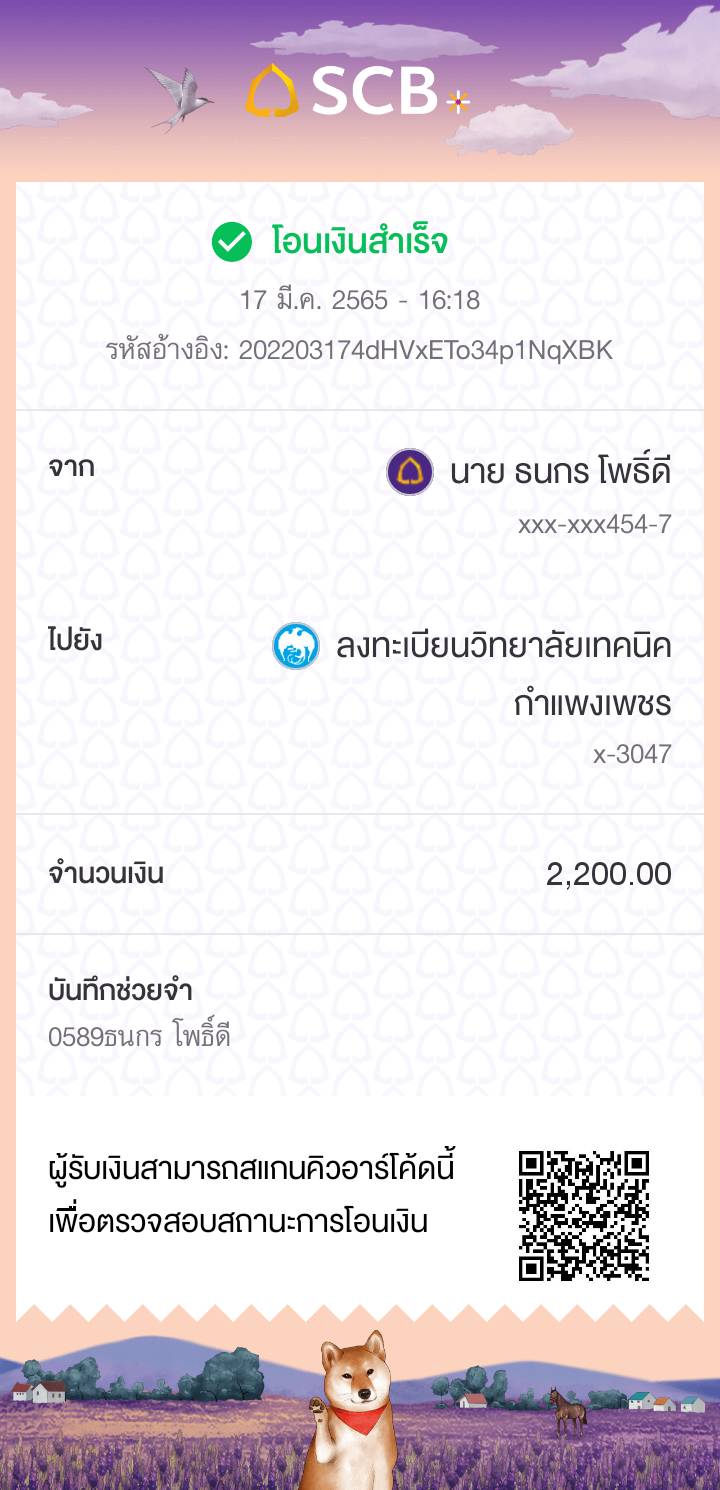 SCB
โอนเงินสำเร็จ
17 มี.ค. 2565 - 16:18
รหัสอ้างอิง: 202203174dHVxETo34p1NqXBK
จาก
นาย ธนกร โพธิ์ดี
xxx-xxx454-7
ไปยัง
ลงทะเบียนวิทยาลัยเทคนิค
กำแพงเพชร
x-3047
จำนวนเงิน 2,200.00
บันทึกช่วยจำ
0589ธนกร โพธิ์ดี
ผู้รับเงินสามารถสแกนคิวอาร์โค้ดนี้
เพื่อตรวจสอบสถานะการโอนเงิน